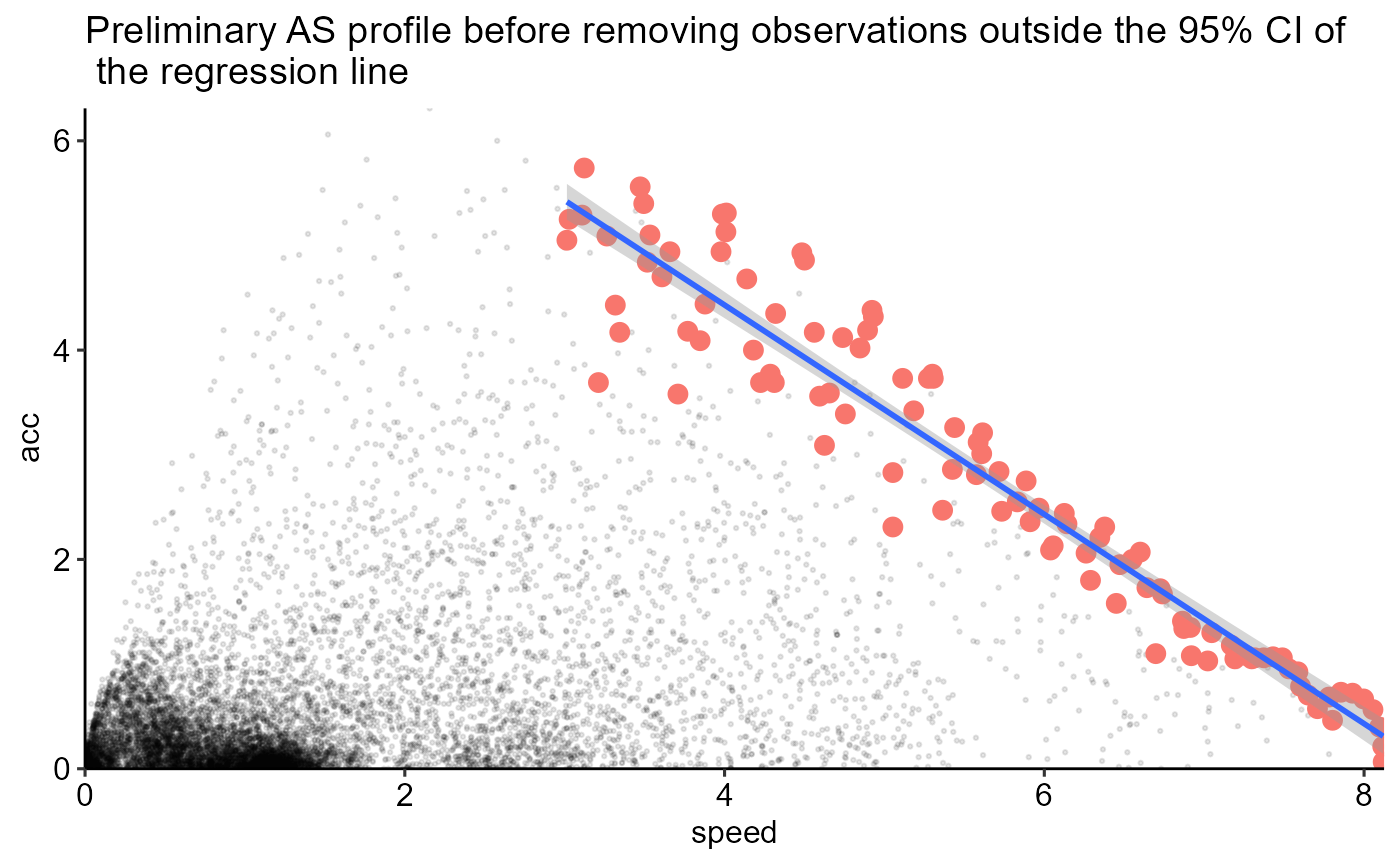 Preliminary AS profile before removing observations outside the 95% CI of
the regression line
6
4
2
0
acc
0 2 4 6 8
speed